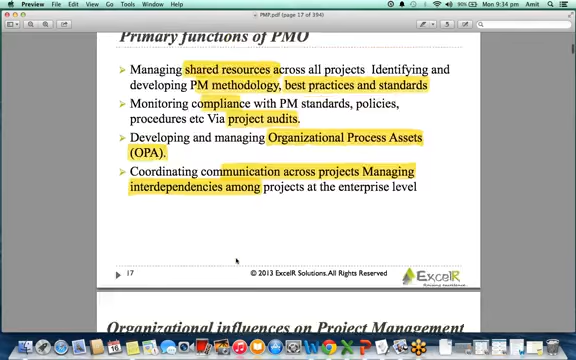 Preview File Edit View Go Tools Window Help
90% Mon 9:34 pm Amit
PMP.pdf (page 17 of 394)
Primary functions of PMO
Managing shared resources across all projects Identifying and
developing PM methodology, best practices and standards
Monitoring compliance with PM standards, policies,
procedures etc Via project audits.
Developing and managing Organizational Process Assets
(OPA).
Coordinating communication across projects Managing
interdependencies among projects at the enterprise level
17
© 2013 ExcelR Solutions. All Rights Reserved
ExcelR
Organizational influences on Project Management